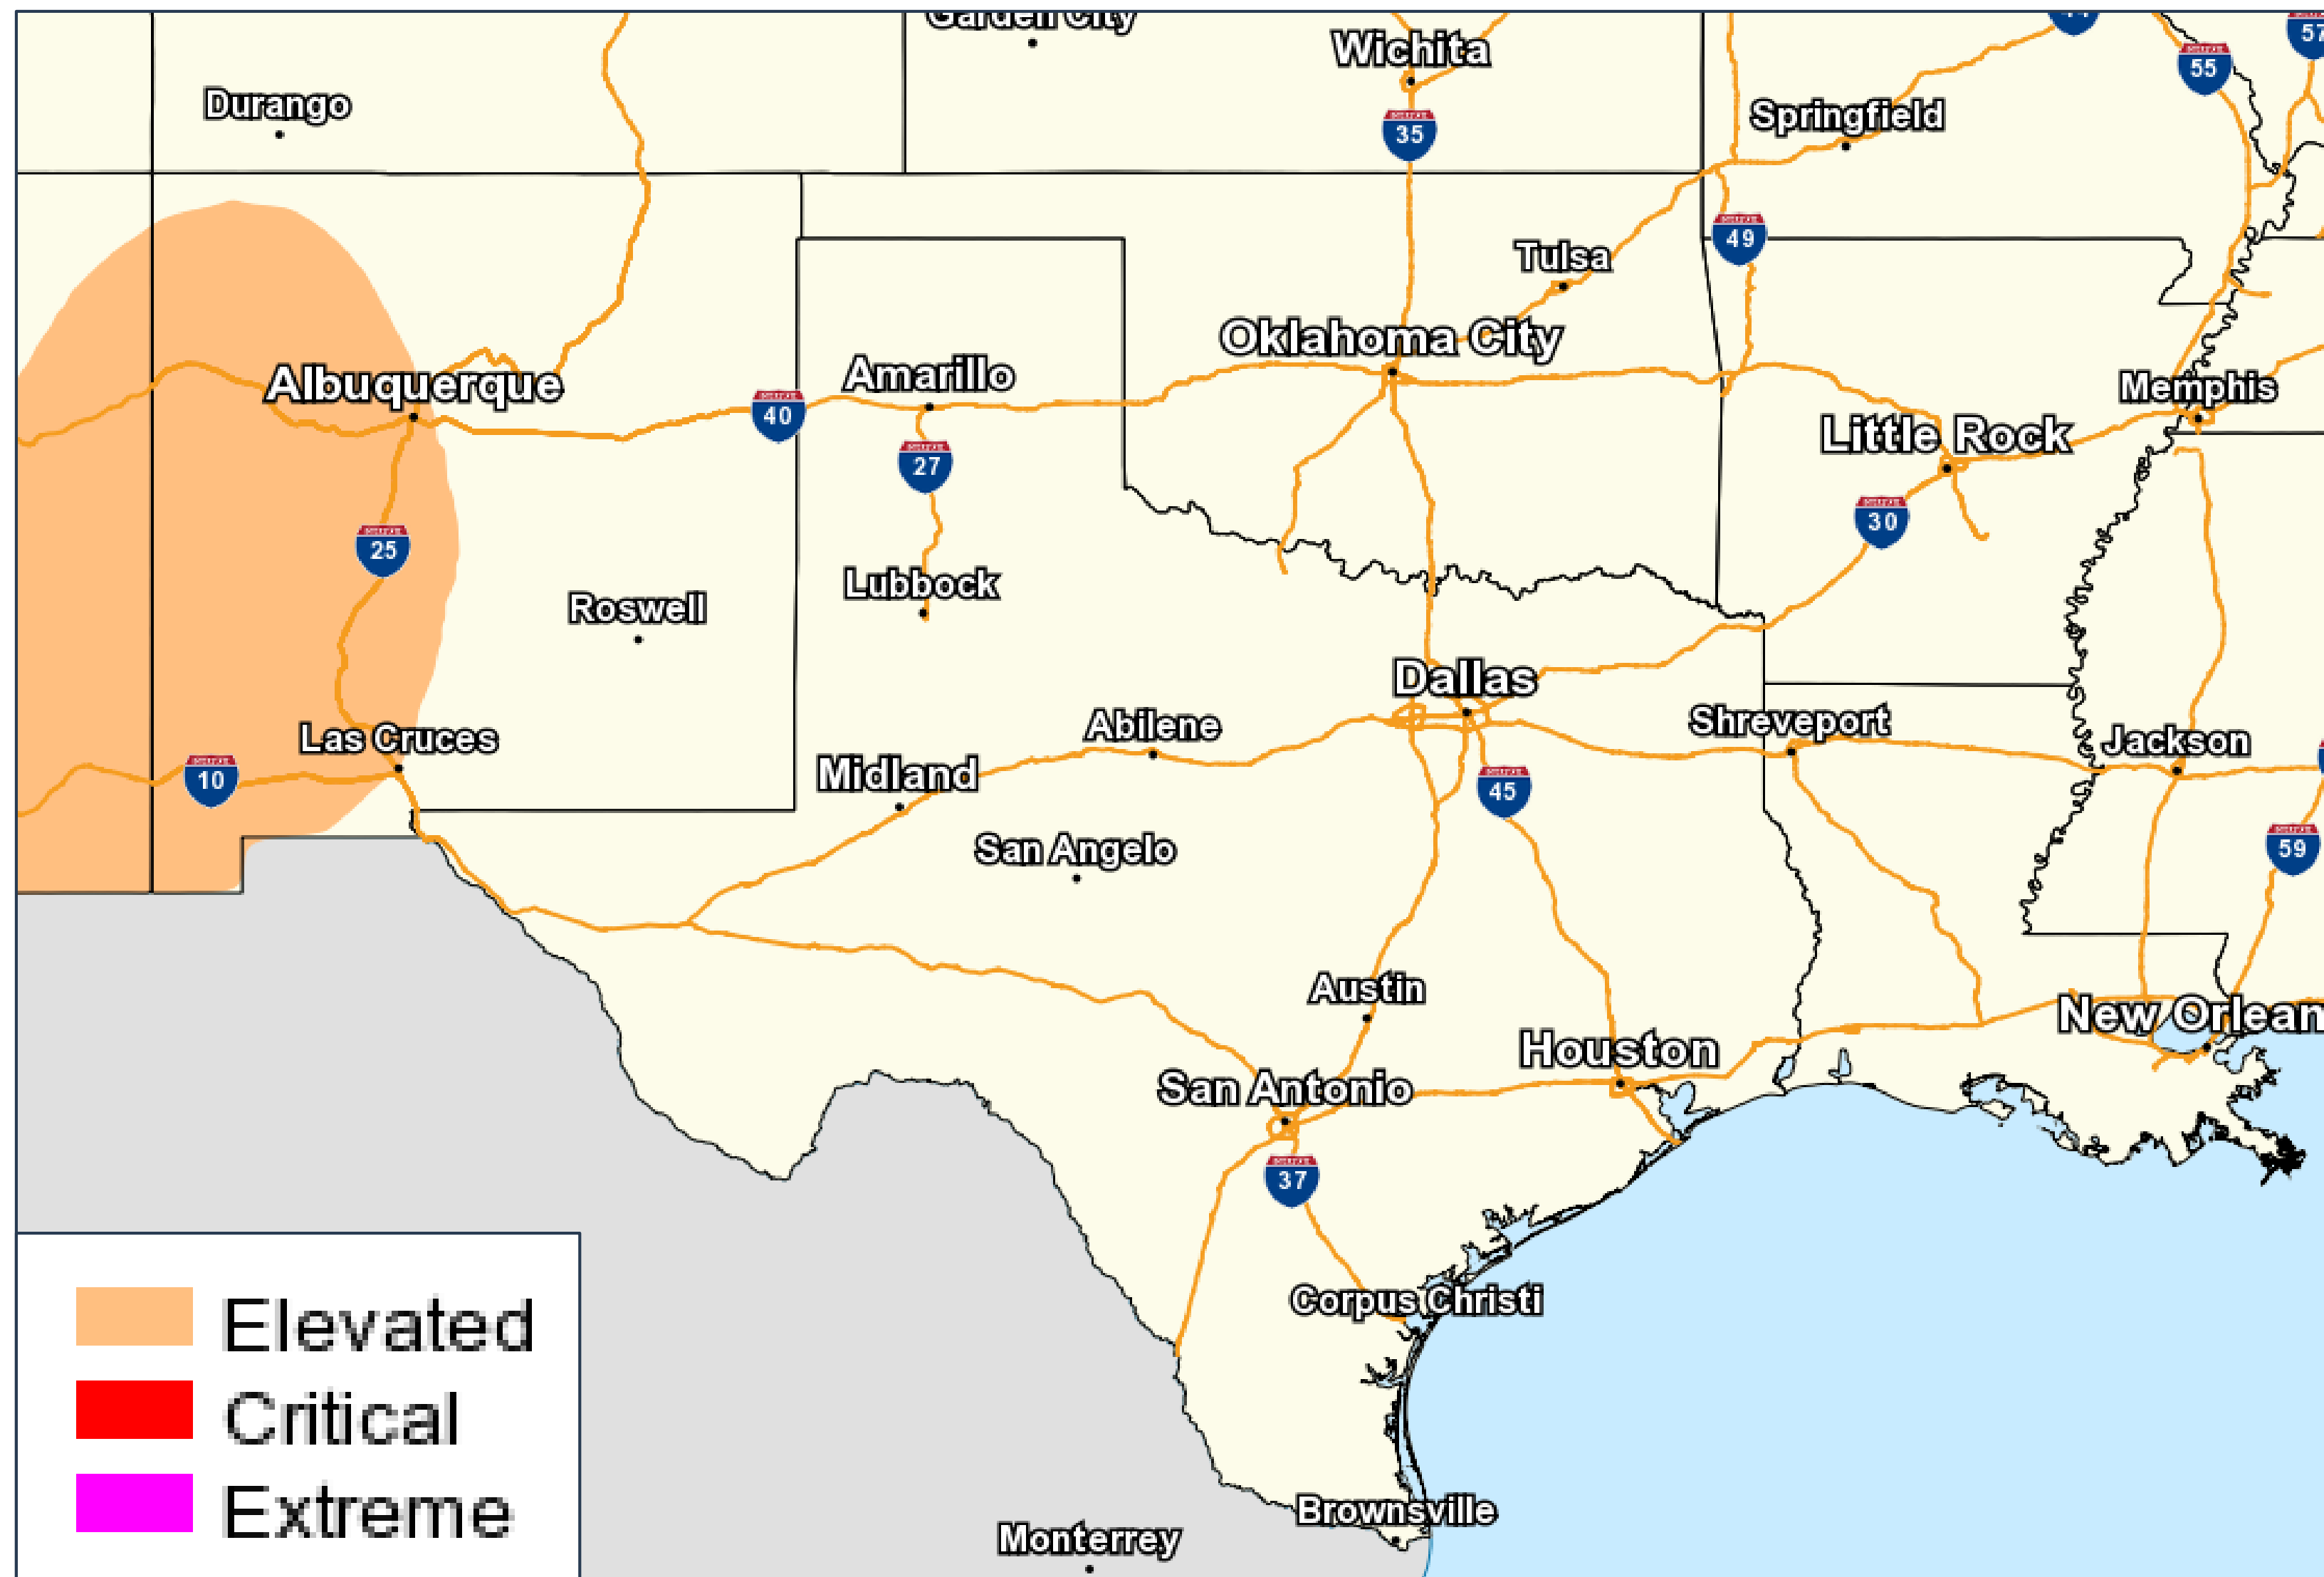 Garden City
Wichita
55
57
Durango
Springfield
35
49
Tulsa
Oklahoma City
Albuquerque
Amarillo
40
Memphis
Little Rock
27
30
25
Lubbock
Roswell
Dallas
Abilene
Shreveport
Las Cruces
Midland
Jackson
10
45
San Angelo
59
Austin
New Orlean
Houston
San Antonio
37
Corpus Christi
Brownsville
Monterrey
Elevated
Critical
Extreme